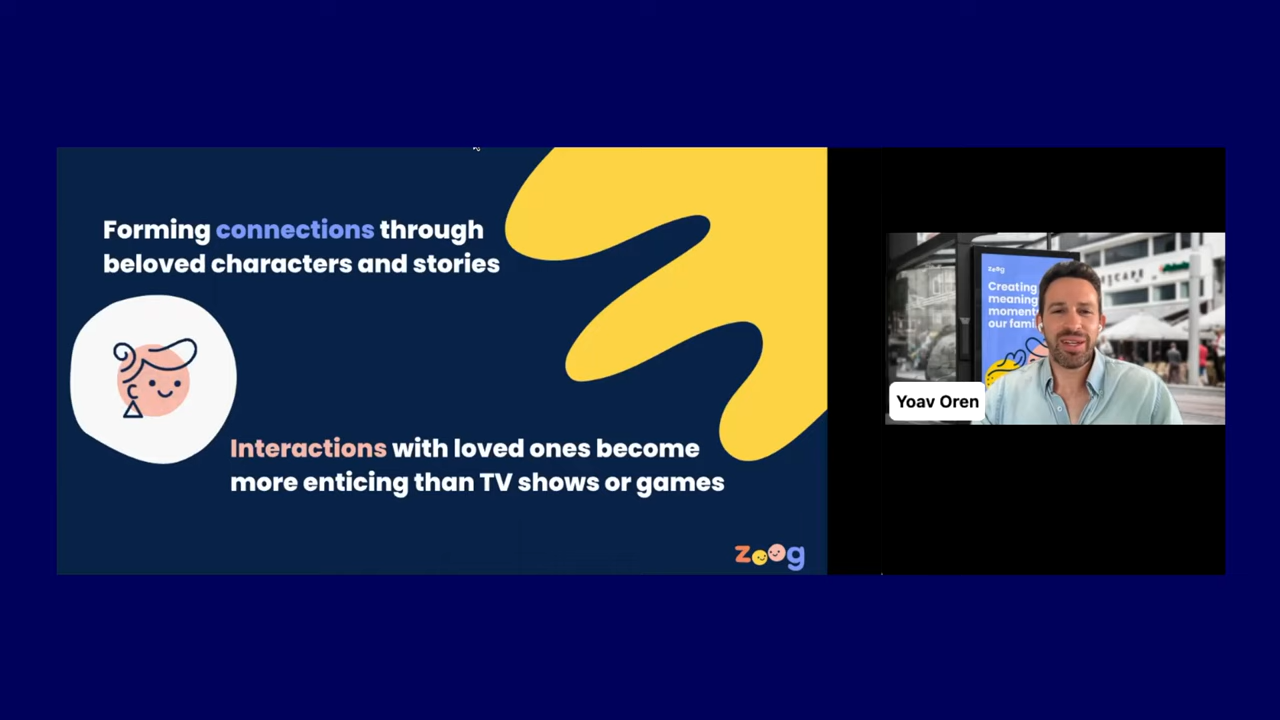 Forming connections through
beloved characters and stories
Interactions with loved ones become
more enticing than TV shows or games
zoog
zoog
Creating
meaning
moment
our fami
Yoav Oren